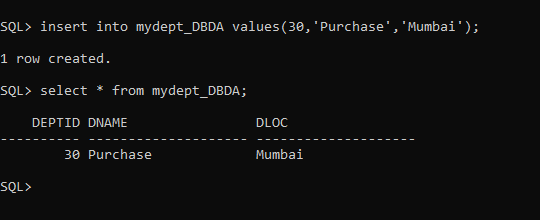 SQL> insert into mydept_DBDA values(30,'Purchase','Mumbai');
1 row created.
SQL> select * from mydept_DBDA;
    DEPTID DNAME                DLOC
---------- -------------------- --------------------
        30 Purchase             Mumbai
SQL>